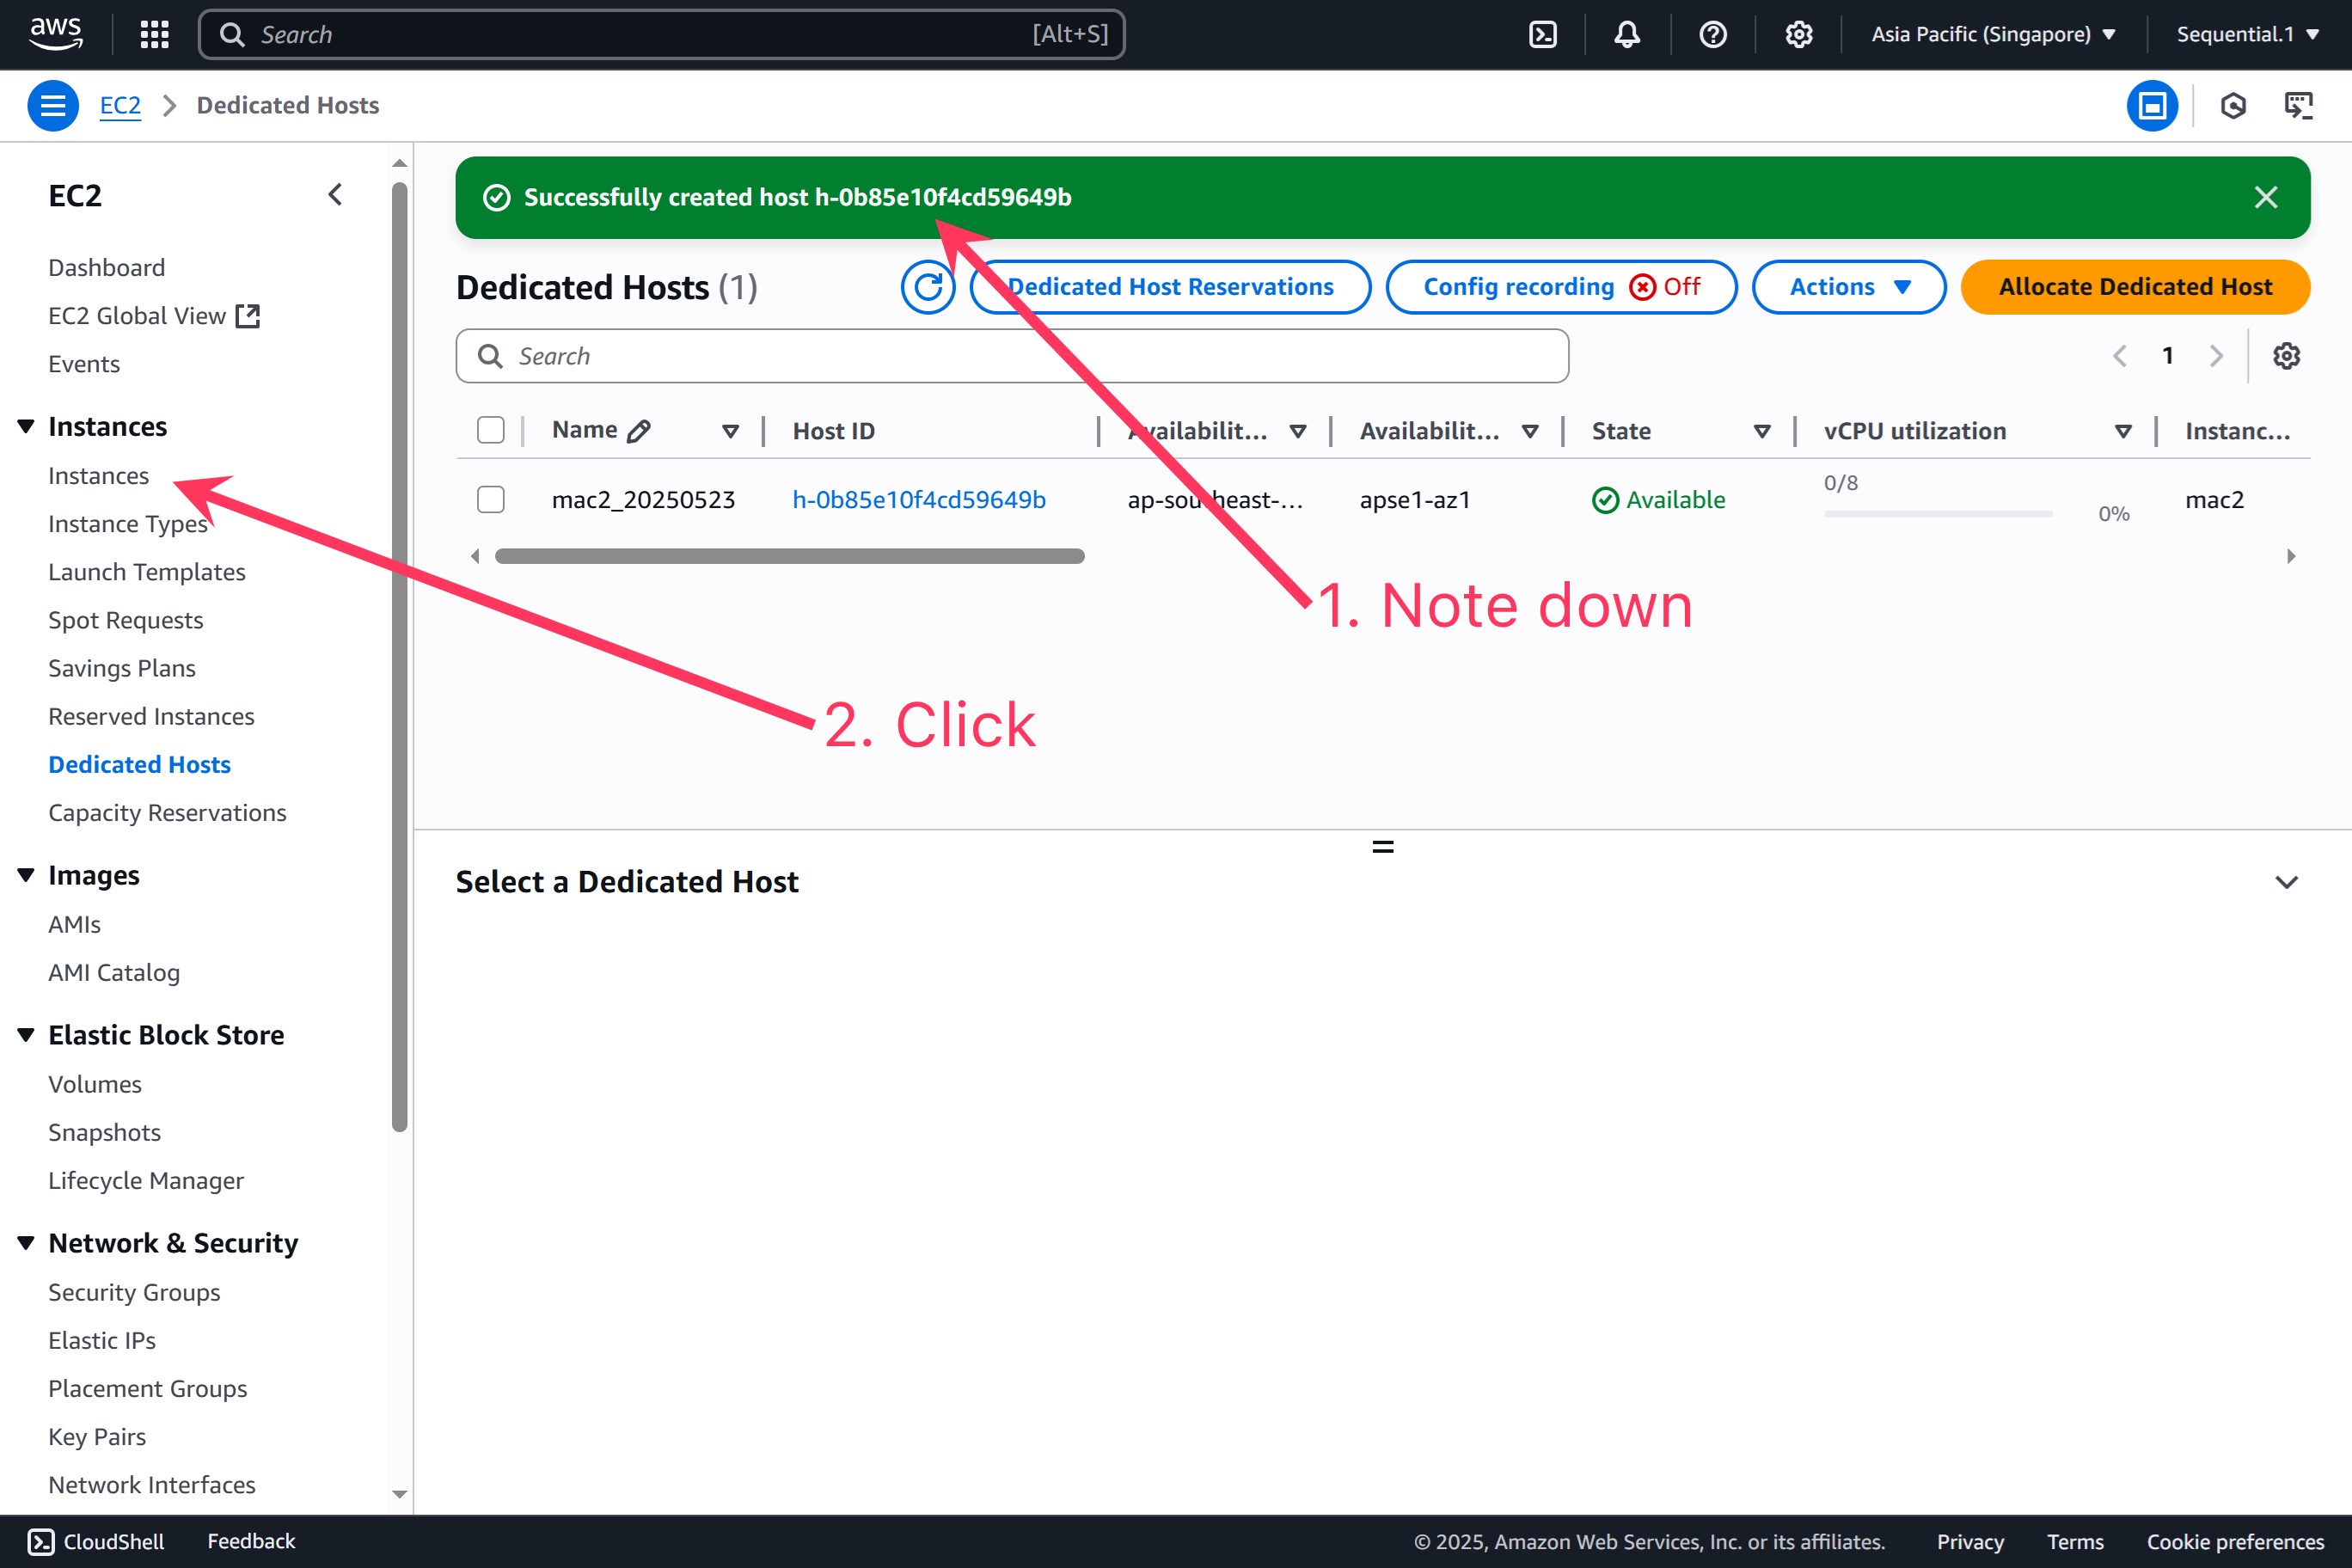 aws
Search [Alt+S]
Asia Pacific (Singapore)
Sequential.1
EC2 Dedicated Hosts
EC2
Dashboard
EC2 Global View
Events
Instances
Instances
Instance Types
Launch Templates
Spot Requests
Savings Plans
Reserved Instances
Dedicated Hosts
Capacity Reservations
Images
AMIs
AMI Catalog
Elastic Block Store
Volumes
Snapshots
Lifecycle Manager
Network & Security
Security Groups
Elastic IPs
Placement Groups
Key Pairs
Network Interfaces
Successfully created host h-0b85e10f4cd59649b
Dedicated Hosts (1)
Dedicated Host Reservations
Config recording Off
Actions
Allocate Dedicated Host
Search
1
Name Host ID Availabilit... Availabilit... State vCPU utilization Instanc...
mac2_20250523 h-0b85e10f4cd59649b ap-southeast-... apse1-az1 Available 0/8 0% mac2
1. Note down
2. Click
Select a Dedicated Host
CloudShell Feedback
© 2025, Amazon Web Services, Inc. or its affiliates. Privacy Terms Cookie preferences